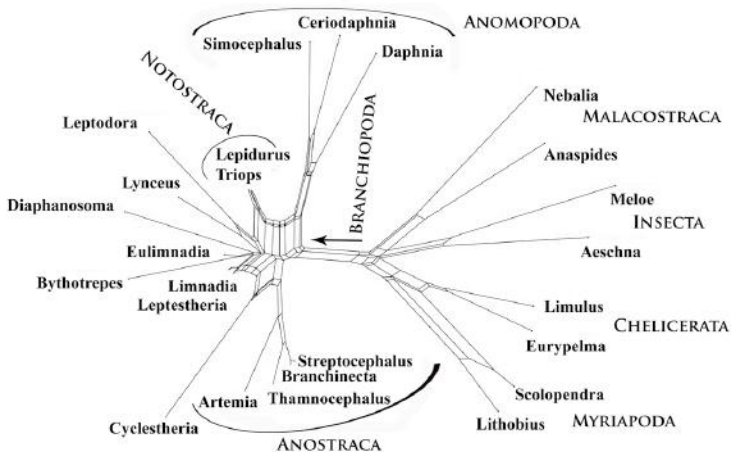 Ceriodaphnia
ANOMOPODA
Simocephalus
Daphnia
NOTOSTRACA
Nebalia
MALACOSTRACA
Leptodora
Lepidurus
Triops
BRANCHIOPODA
Anaspides
Lynceus
Meloe
INSECTA
Diaphanosoma
Aeschna
Eulimnadia
Bythotrepes
Limnadia
Leptestheria
Limulus
CHELICERATA
Eurypelma
Streptocephalus
Branchinecta
Thamnocephalus
Artemia
Scolopendra
Lithobius
MYRIAPODA
Cyclestheria
ANOSTRACA